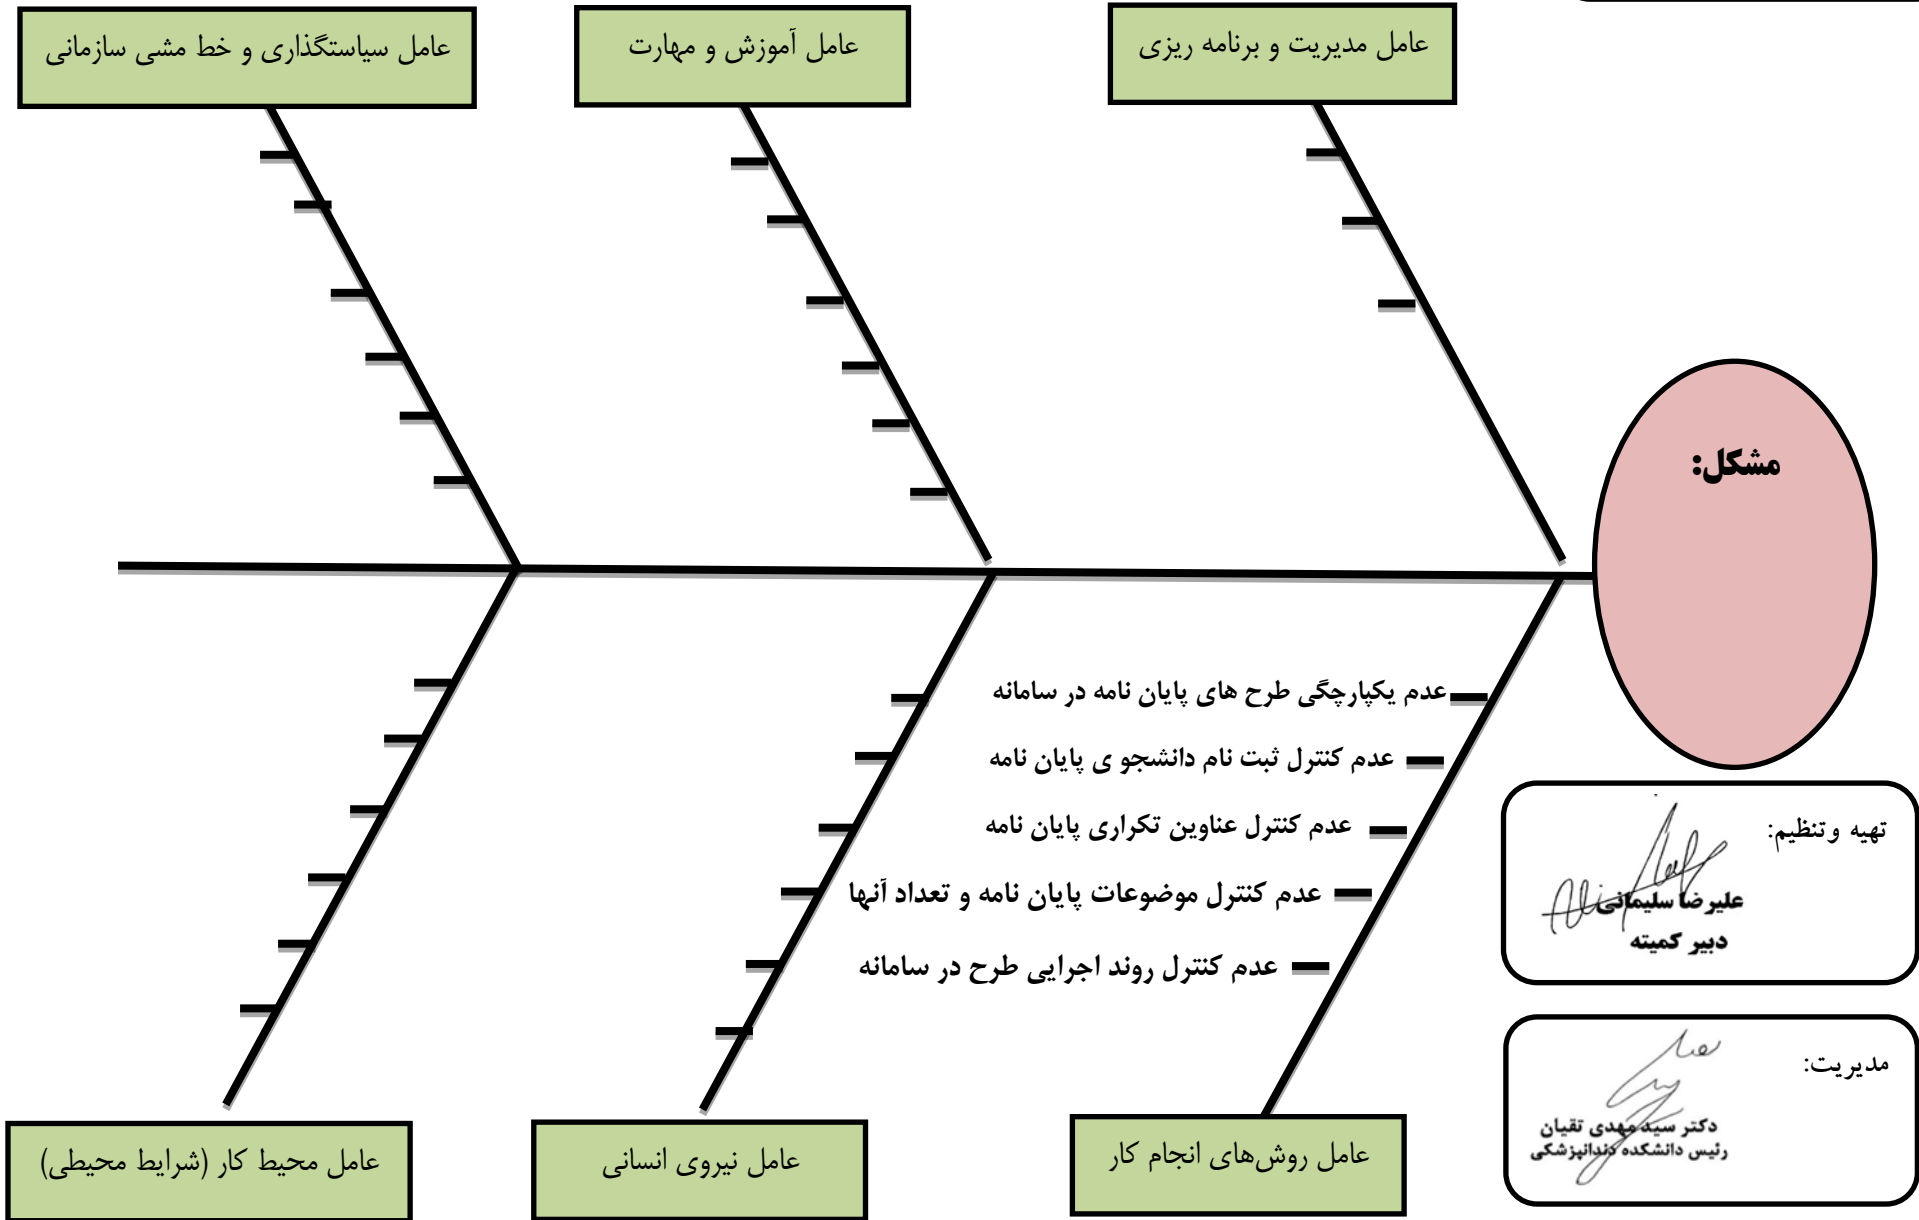 عامل مدیریت و برنامه ریزی
عامل آموزش و مهارت
عامل سیاستگذاری و خط مشی سازمانی
مشکل:
عدم یکپارچگی طرح های پایان نامه در سامانه
عدم کنترل ثبت نام دانشجو ی پایان نامه
عدم کنترل عناوین تکراری پایان نامه
عدم کنترل موضوعات پایان نامه و تعداد آنها
عدم کنترل روند اجرایی طرح در سامانه
تهیه وتنظیم:
علیرضا سلیمانی
دبیر کمیته
مدیریت:
دکتر سید مهدی تقیان
رئیس دانشکده دندانپزشکی
عامل روش‌های انجام کار
عامل نیروی انسانی
عامل محیط کار (شرایط محیطی)